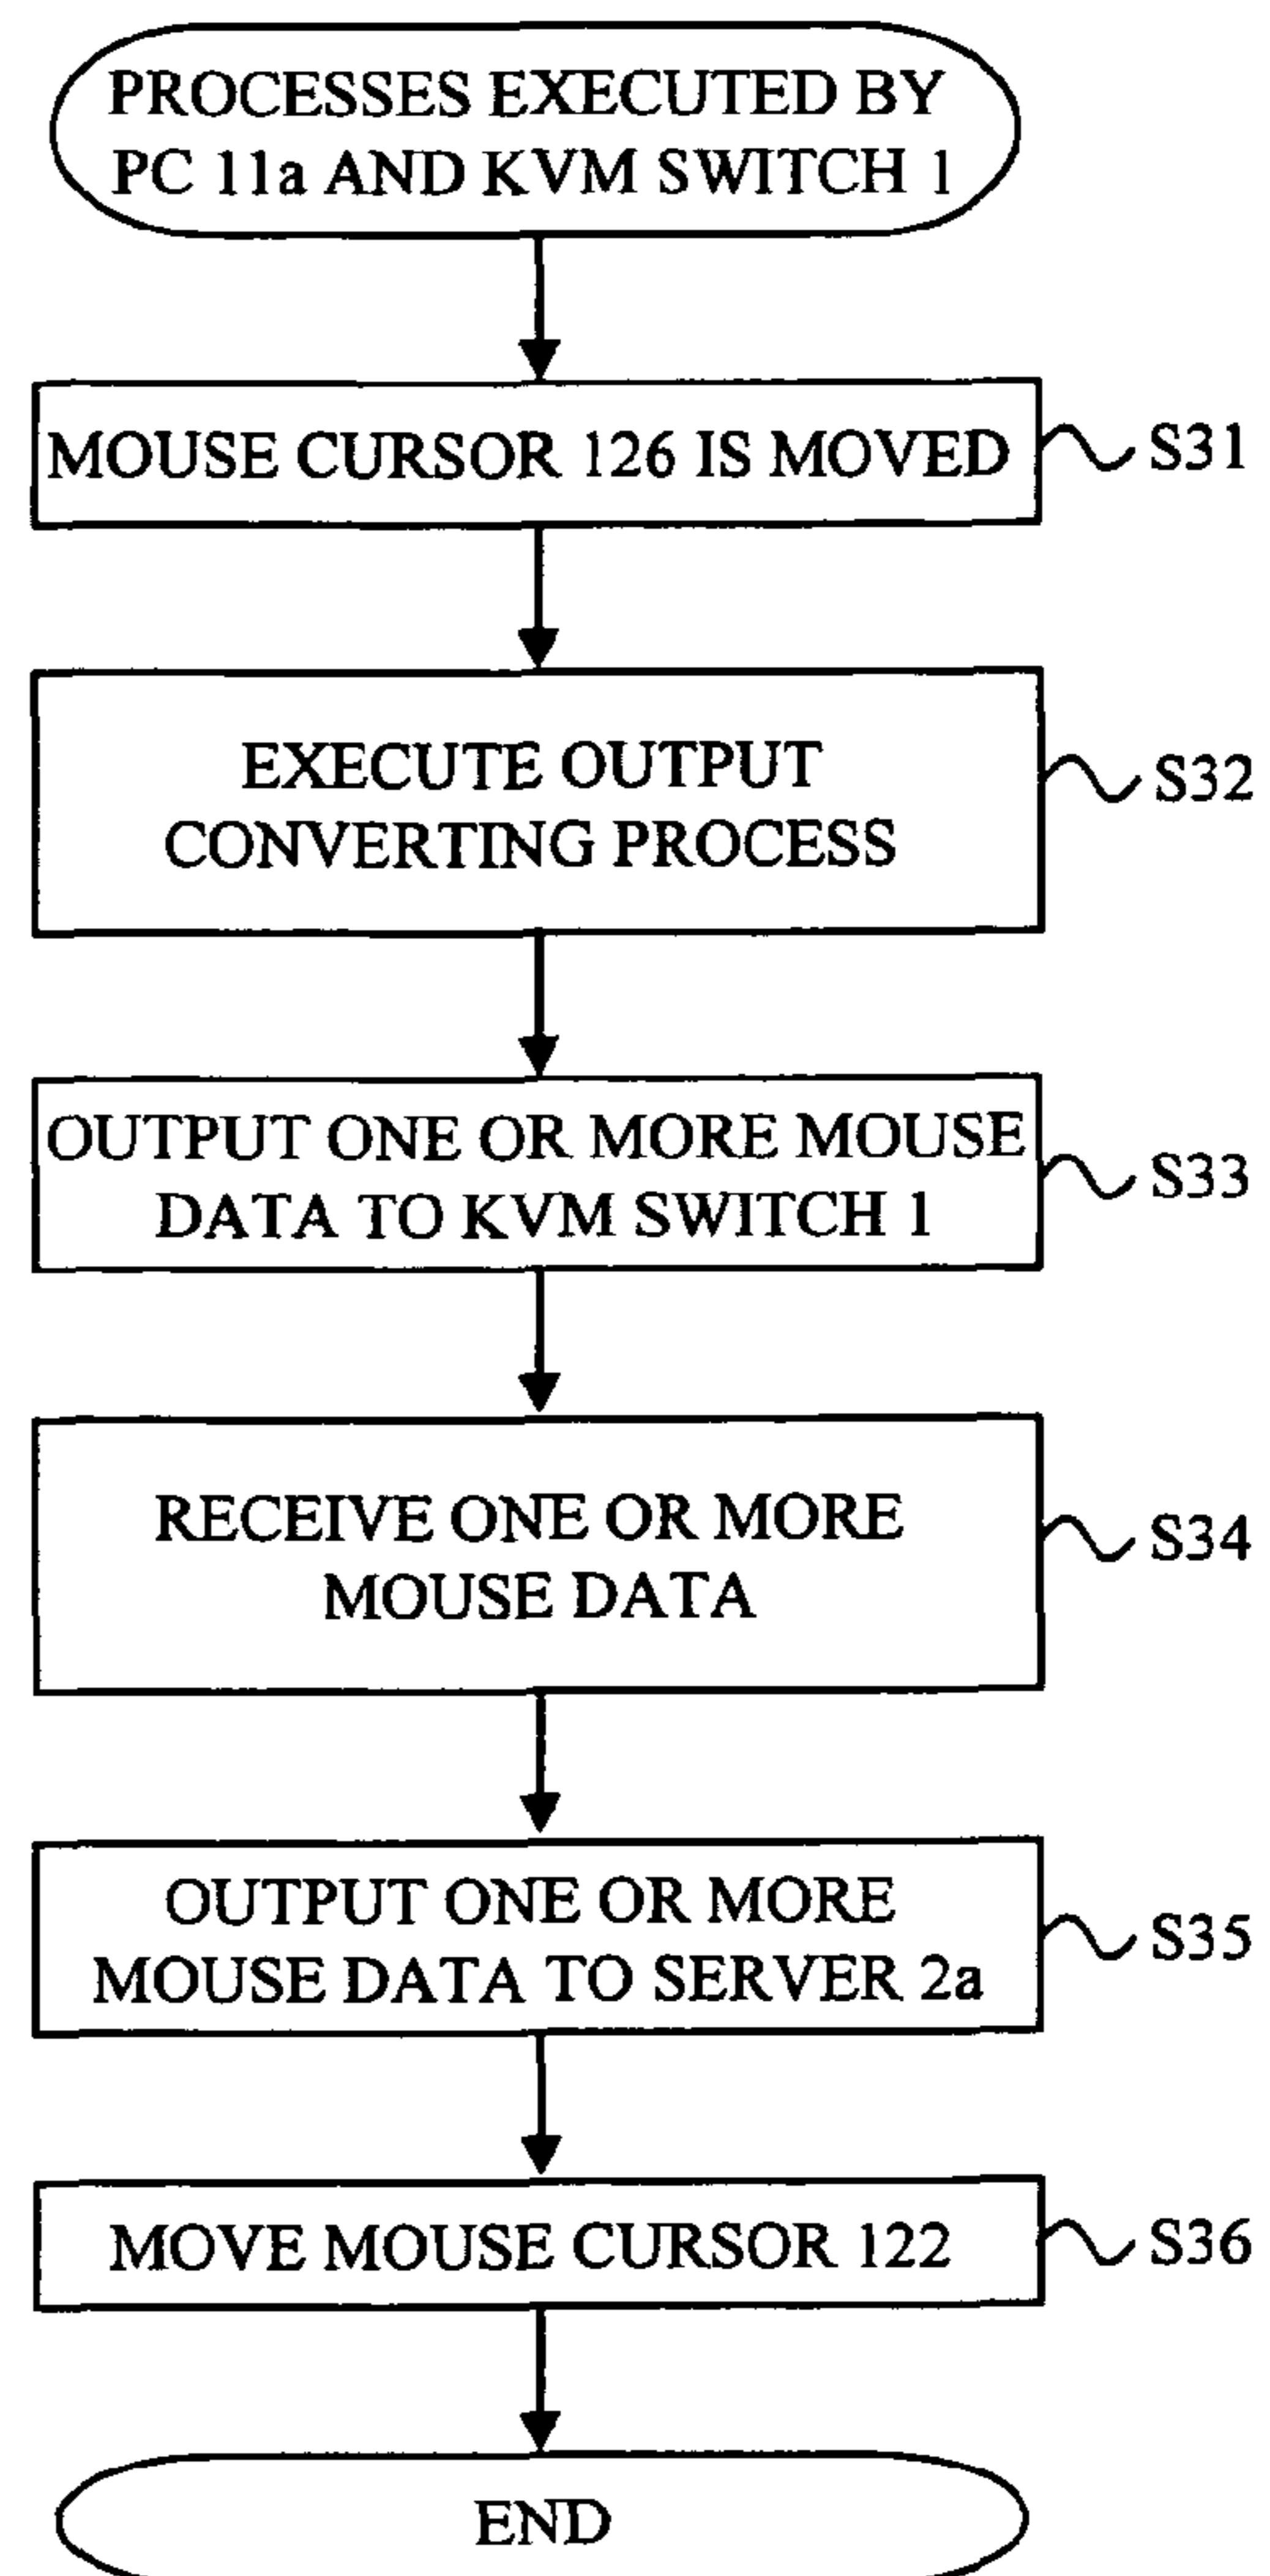 PROCESSES EXECUTED BY
PC 11a AND KVM SWITCH 1
MOUSE CURSOR 126 IS MOVED
S31
EXECUTE OUTPUT
CONVERTING PROCESS
S32
OUTPUT ONE OR MORE MOUSE
DATA TO KVM SWITCH 1
S33
RECEIVE ONE OR MORE
MOUSE DATA
S34
OUTPUT ONE OR MORE
MOUSE DATA TO SERVER 2a
S35
MOVE MOUSE CURSOR 122
S36
END